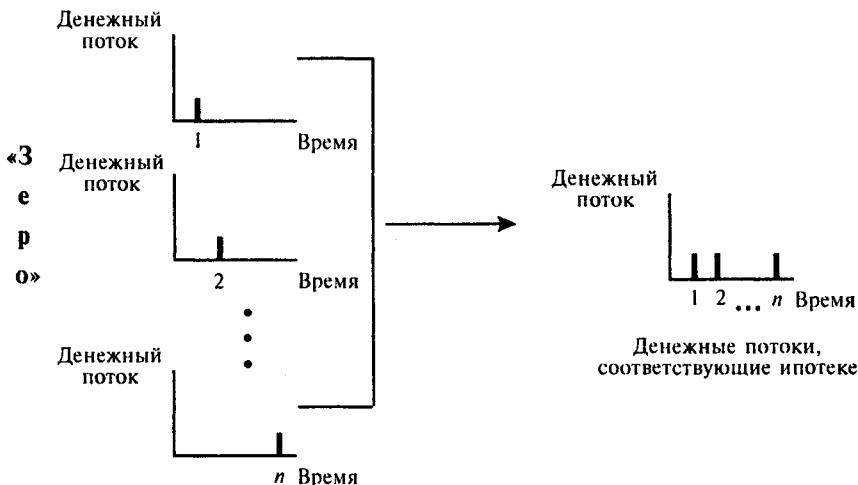 Денежный
поток
1 Время
«Зеро»
Денежный
поток
2 Время
Денежный
поток
n Время
Денежный
поток
1 2 ... n Время
Денежные потоки,
соответствующие ипотеке